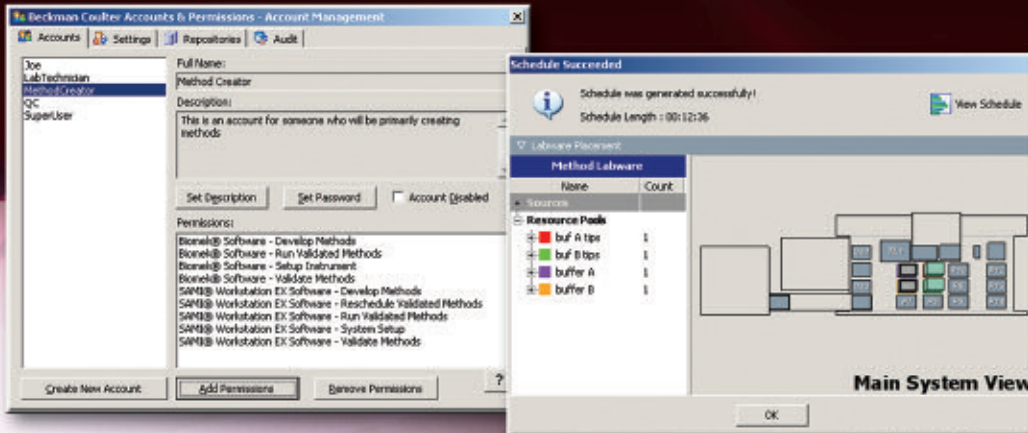 Beckman Coulter Accounts & Permissions - Account Management
Accounts
Settings
Repositories
Audit
Joe
LabTechnician
MethodCreator
QC
SuperUser
Full Name:
Method Creator
Description:
This is an account for someone who will be primarily creating
methods
Set Description
Set Password
Account Disabled
Permissions:
Biomek® Software - Develop Methods
Biomek® Software - Run Validated Methods
Biomek® Software - Setup Instrument
Biomek® Software - Validate Methods
SAMI® Workstation EX Software - Develop Methods
SAMI® Workstation EX Software - Reschedule Validated Methods
SAMI® Workstation EX Software - Run Validated Methods
SAMI® Workstation EX Software - System Setup
SAMI® Workstation EX Software - Validate Methods
Create New Account
Add Permissions
Remove Permissions
?
Schedule Succeeded
Schedule was generated successfully!
Schedule Length : 00:12:36
View Schedule
Labware Placement
Method Labware
Name Count
Sources
Resource Pools
buf A tips 1
buf B tips 1
buffer A 1
buffer B 1
Main System View
OK